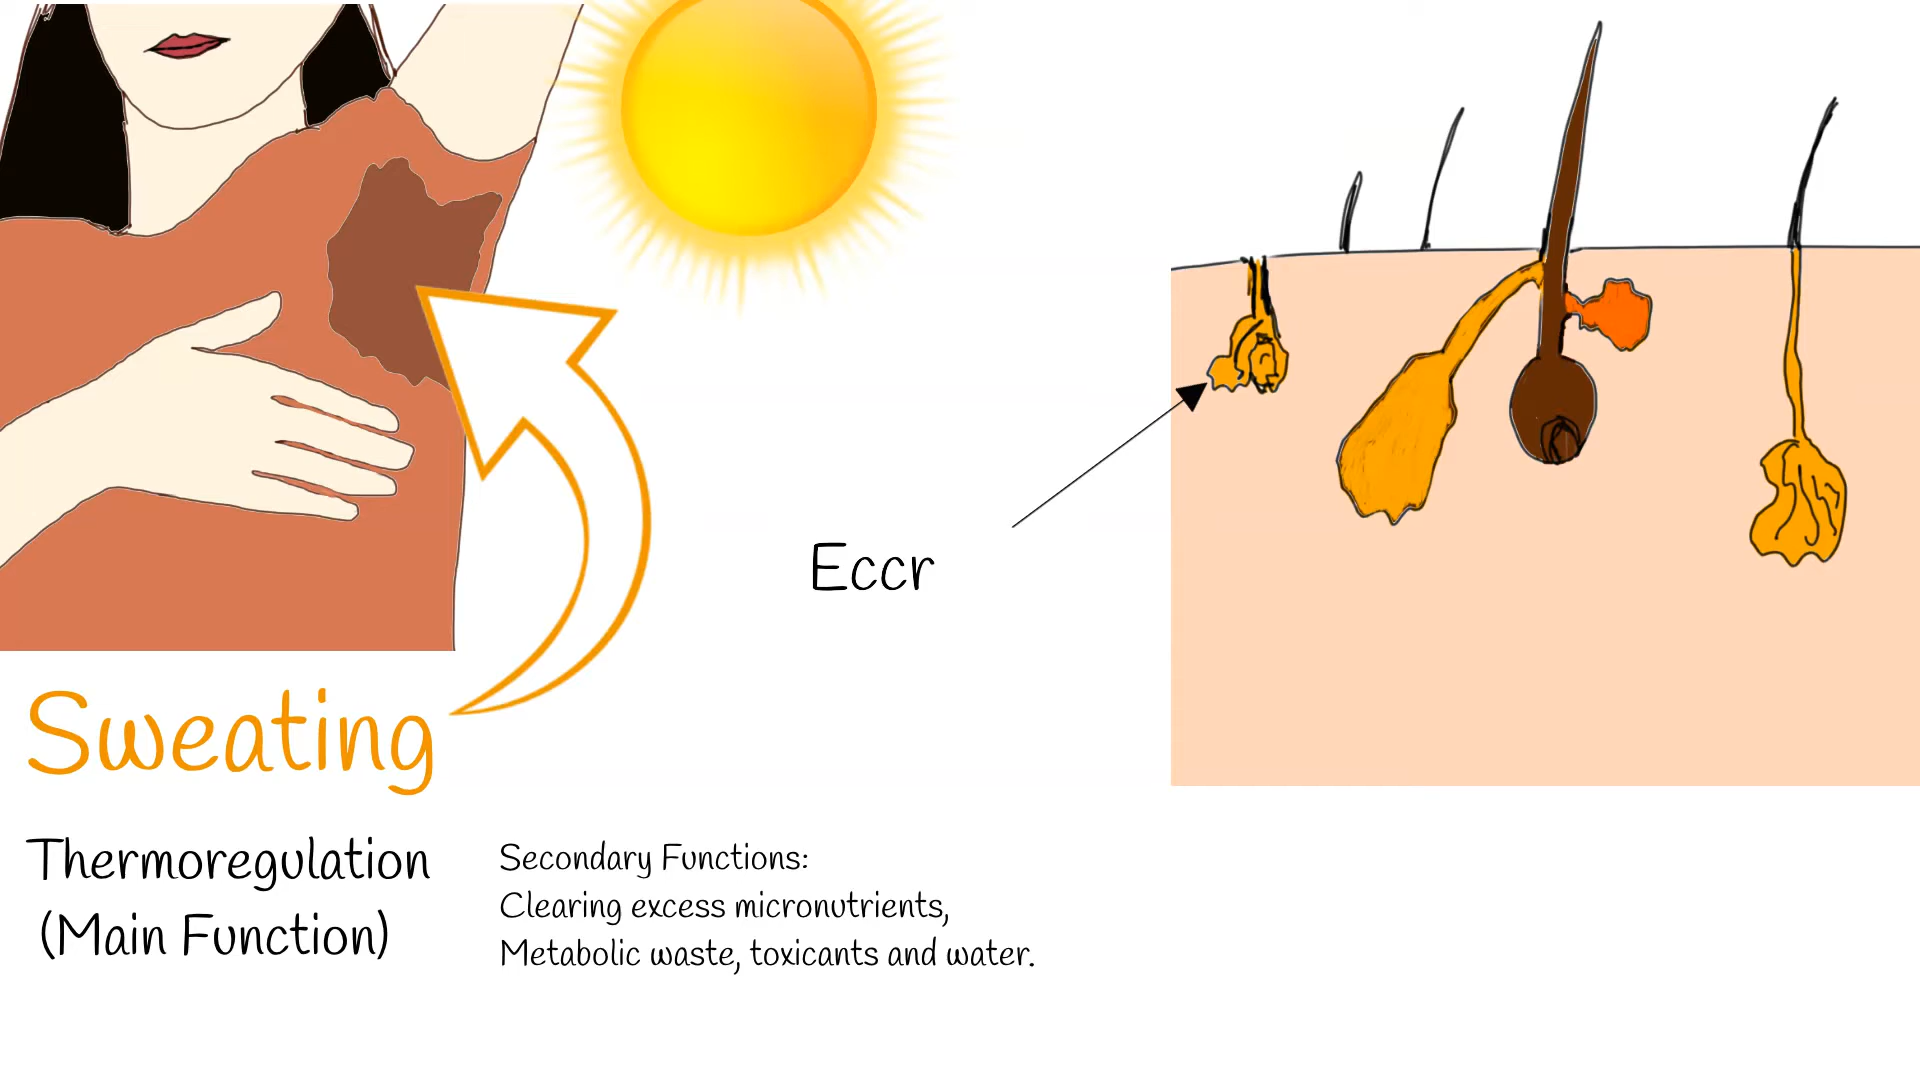 Eccr
Sweating
Thermoregulation
(Main Function)
Secondary Functions:
Clearing excess micronutrients,
Metabolic waste, toxicants and water.